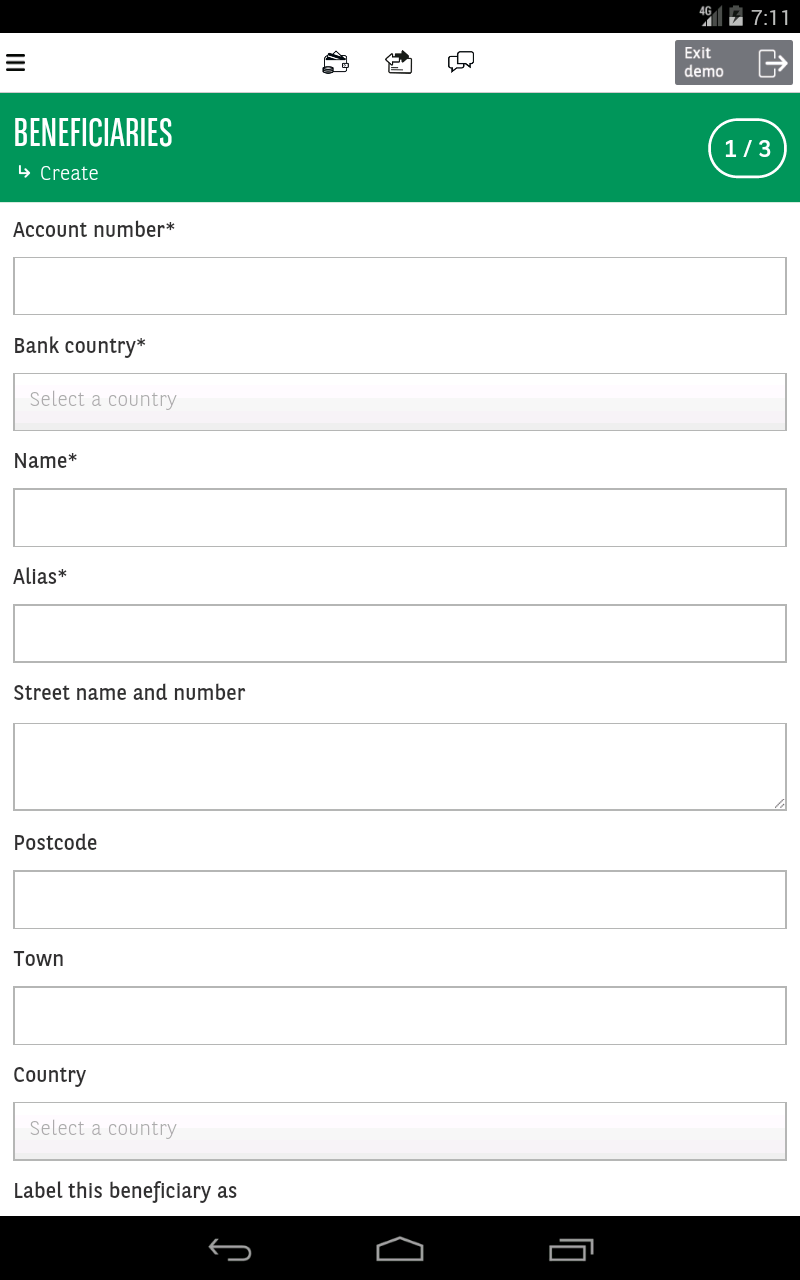 4G 7:11
Exit
demo
BENEFICIARIES
Create
1 / 3
Account number*
Bank country*
Select a country
Name*
Alias*
Street name and number
Postcode
Town
Country
Select a country
Label this beneficiary as